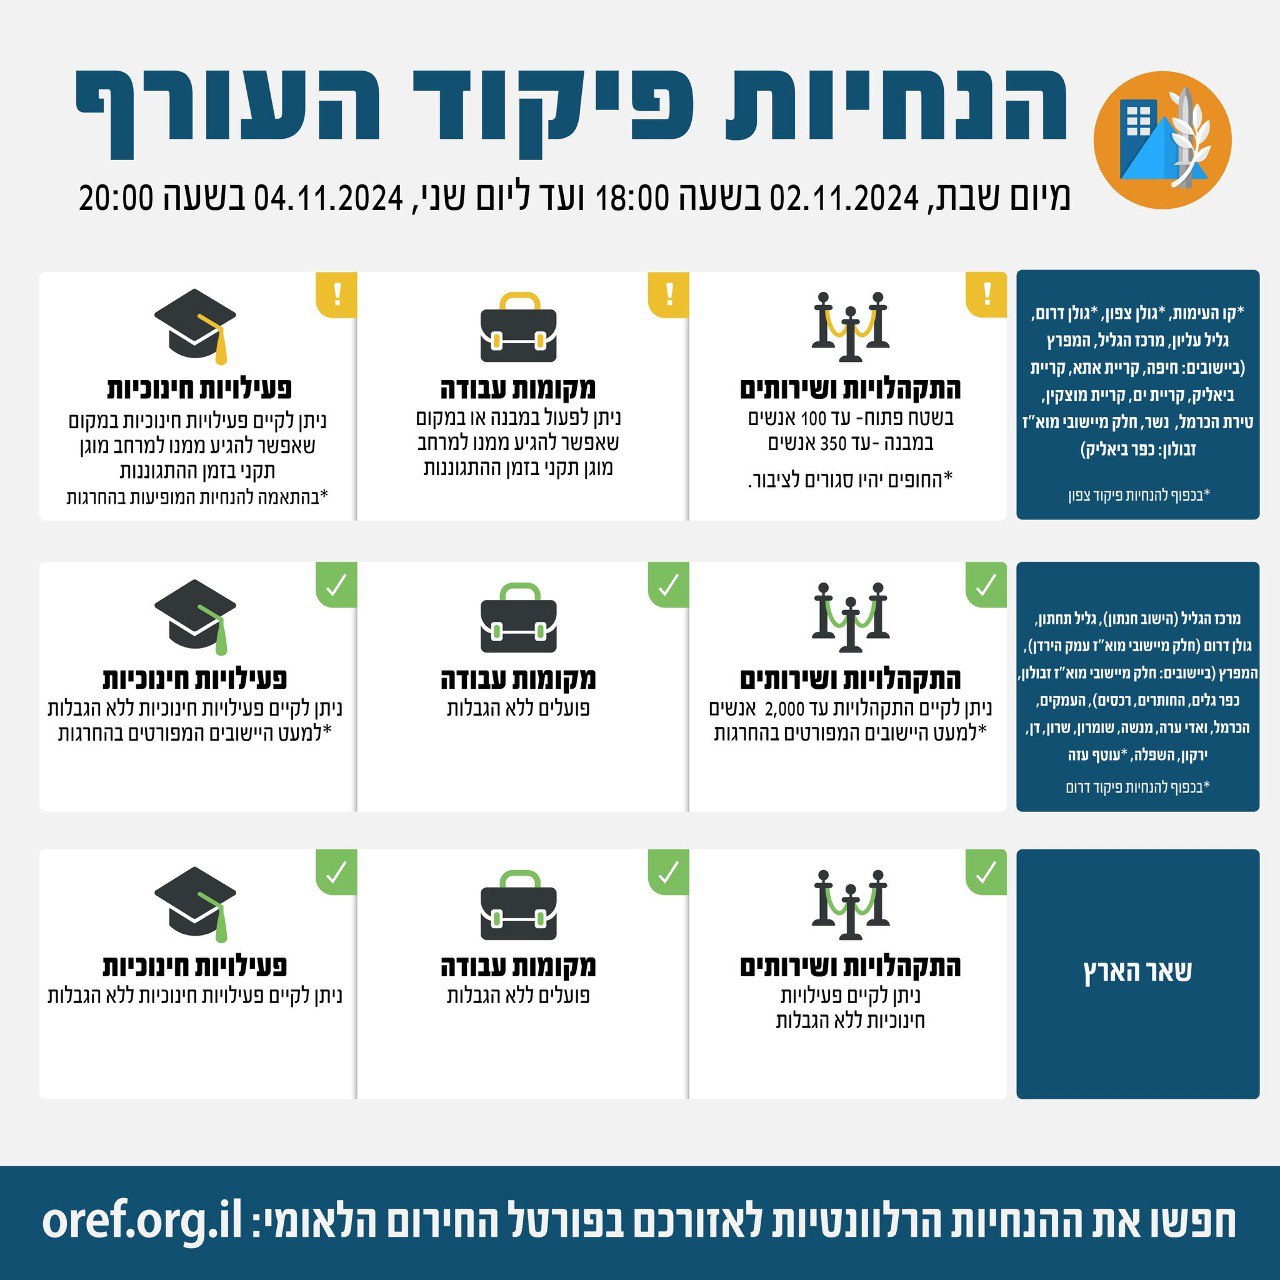 הנחיות פיקוד העורף
מיום שבת, 02.11.2024 בשעה 18:00 ועד ליום שני, 04.11.2024 בשעה 20:00
*קו העימות, *גולן צפון, *גולן דרום,
גליל עליון, מרכז הגליל, המפרץ
(ביישובים: חיפה, קריית אתא, קריית
ביאליק, קריית ים, קריית מוצקין,
טירת הכרמל, נשר, חלק מיישובי מוא"ז
זבולון: כפר ביאליק)
*בכפוף להנחיות פיקוד צפון
!
התקהלויות ושירותים
בשטח פתוח- עד 100 אנשים
במבנה -עד 350 אנשים
*החופים יהיו סגורים לציבור.
!
מקומות עבודה
ניתן לפעול במבנה או במקום
שאפשר להגיע ממנו למרחב
מוגן תקני בזמן ההתגוננות
!
פעילויות חינוכיות
ניתן לקיים פעילויות חינוכיות במקום
שאפשר להגיע ממנו למרחב מוגן
תקני בזמן ההתגוננות
*בהתאמה להנחיות המופיעות בהחרגות
מרכז הגליל (הישוב חנתון), גליל תחתון,
גולן דרום (חלק מיישובי מוא"ז עמק הירדן),
המפרץ (ביישובים: חלק מיישובי מוא"ז זבולון,
כפר גלים, החותרים, רכסים), העמקים,
הכרמל, ואדי ערה, מנשה, שומרון, שרון, דן,
ירקון, השפלה, *עוטף עזה
*בכפוף להנחיות פיקוד דרום
התקהלויות ושירותים
ניתן לקיים התקהלויות עד 2,000 אנשים
*למעט היישובים המפורטים בהחרגות
מקומות עבודה
פועלים ללא הגבלות
פעילויות חינוכיות
ניתן לקיים פעילויות חינוכיות ללא הגבלות
*למעט היישובים המפורטים בהחרגות
שאר הארץ
התקהלויות ושירותים
ניתן לקיים פעילויות
חינוכיות ללא הגבלות
מקומות עבודה
פועלים ללא הגבלות
פעילויות חינוכיות
ניתן לקיים פעילויות חינוכיות ללא הגבלות
חפשו את ההנחיות הרלוונטיות לאזורכם בפורטל החירום הלאומי: oref.org.il